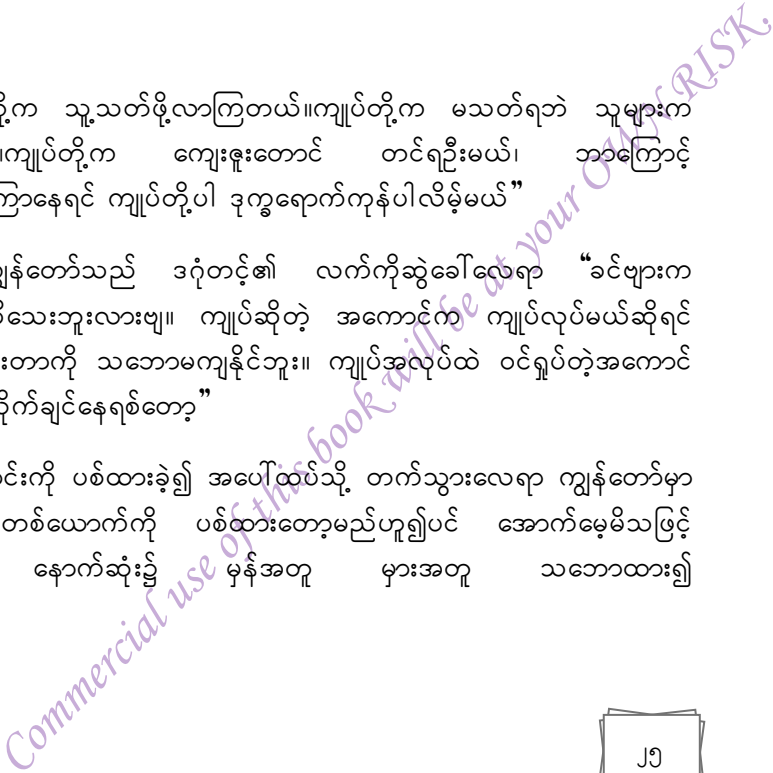 သူ့သတ်ဖို့လာကြတယ်။ကျုပ်တို့က မသတ်ရဘဲ သူများက
ကျုပ်တို့က ကျေးဇူးတောင် တင်ရဦးမယ်၊ ဘာကြောင့်
ကြာနေရင် ကျုပ်တို့ပါ ဒုက္ခရောက်ကုန်ပါလိမ့်မယ်”
ကျွန်တော်သည် ဒဂုံတင့်၏ လက်ကိုဆွဲခေါ်လေရာ “ခင်ဗျားက
သေးဘူးလားဗျ။ ကျုပ်ဆိုတဲ့ အကောင်က ကျုပ်လုပ်မယ်ဆိုရင်
တာကို သဘောမကျနိုင်ဘူး။ ကျုပ်အလုပ်ထဲ ဝင်ရှုပ်တဲ့အကောင်
လိုက်ချင်နေရစ်တော့”
ကို ပစ်ထားခဲ့၍ အပေါ်ထပ်သို့ တက်သွားလေရာ ကျွန်တော်မှာ
တစ်ယောက်ကို ပစ်ထားတော့မည်ဟူ၍ပင် အောက်မေ့မိသဖြင့်
နောက်ဆုံး၌ မှန်အတူ မှားအတူ သဘောထား၍
Commercial use of this book will be at your OWN RISK.
၂၅